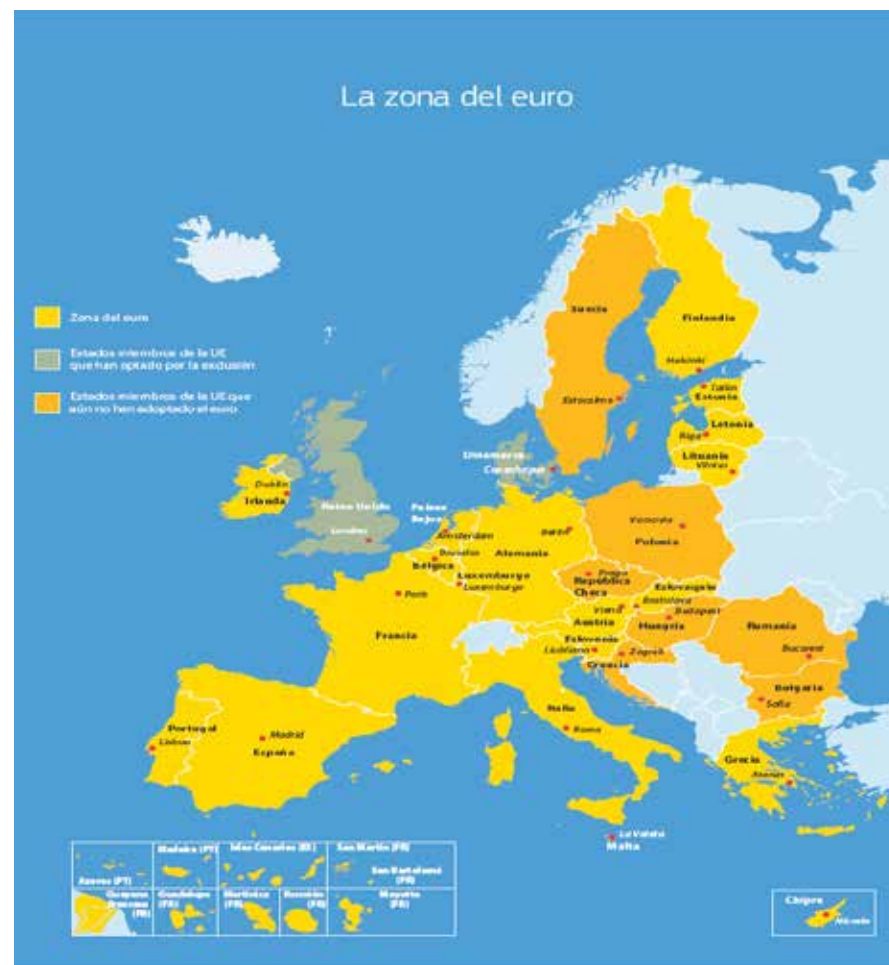 La zona del euro
Zona del euro
Estados miembros de la UE
que han optado por la exclusión
Estados miembros de la UE que
aún no han adoptado el euro
Suecia
Finlandia
Helsinki
Estocolmo
Talín
Estonia
Letonia
Riga
Lituania
Vilnius
Dinamarca
Copenhague
Dublín
Irlanda
Reino Unido
Londres
Países
Bajos
Amsterdam
Berlín
Alemania
Varsovia
Polonia
Bruselas
Bélgica
Luxemburgo
Luxemburgo
Praga
República
Checa
Eslovaquia
Bratislava
París
Viena
Budapest
Austria
Hungría
Rumanía
Francia
Eslovenia
Liubliana
Zagreb
Croacia
Bucarest
Bulgaria
Sofía
Italia
Roma
Portugal
Lisboa
Madrid
España
Grecia
Atenas
La Valeta
Malta
Madeira (PT)
Islas Canarias (ES)
San Martín (FR)
Azores (PT)
San Bartolomé
(FR)
Guayana
Francesa
(FR)
Guadalupe
(FR)
Martinica
(FR)
Reunión
(FR)
Mayotte
(FR)
Chipre
Nicosia